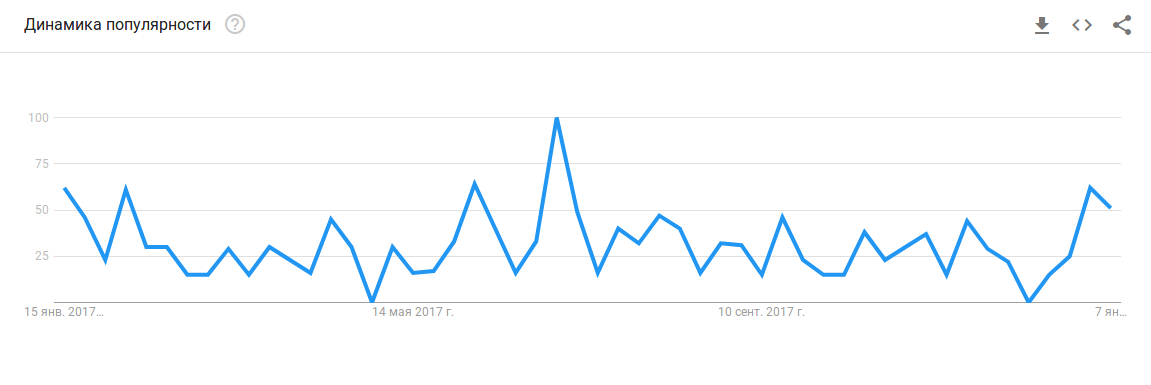 Динамика популярности ?
100
75
50
25
15 янв. 2017…
14 мая 2017 г.
10 сент. 2017 г.
7 ян…